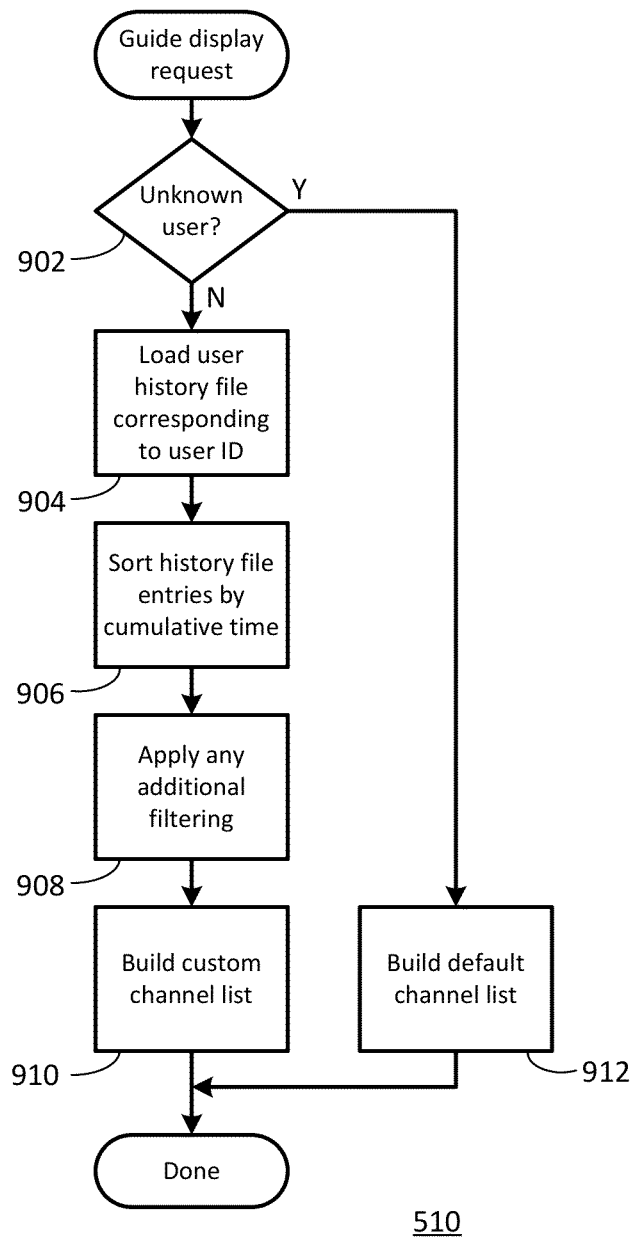 Guide display
request
Unknown
user?
Y
902
N
Load user
history file
corresponding
to user ID
904
Sort history file
entries by
cumulative time
906
Apply any
additional
filtering
908
Build custom
channel list
910
Build default
channel list
912
Done
510